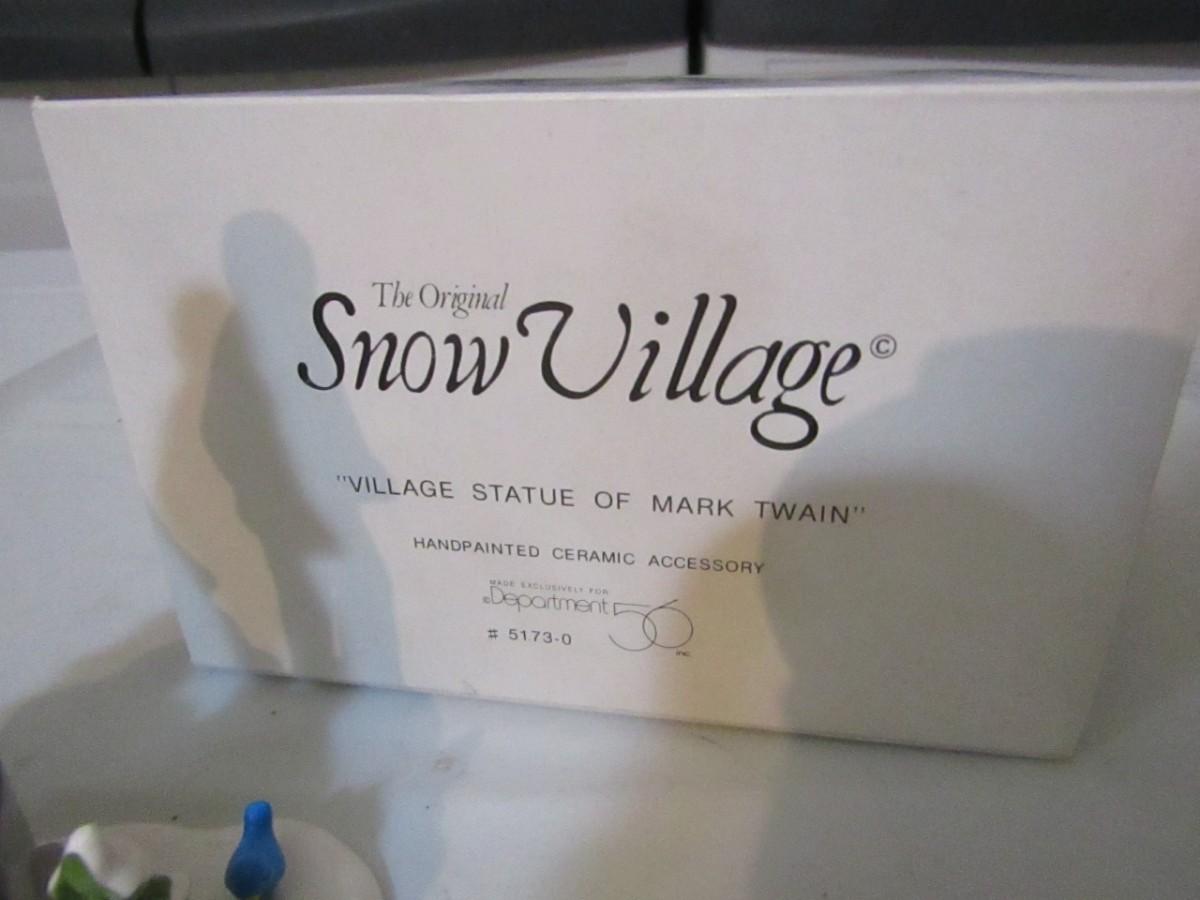 The Original
Snow Village©
"VILLAGE STATUE OF MARK TWAIN"
HANDPAINTED CERAMIC ACCESSORY
MADE EXCLUSIVELY FOR
©Department 56
inc.
# 5173-0